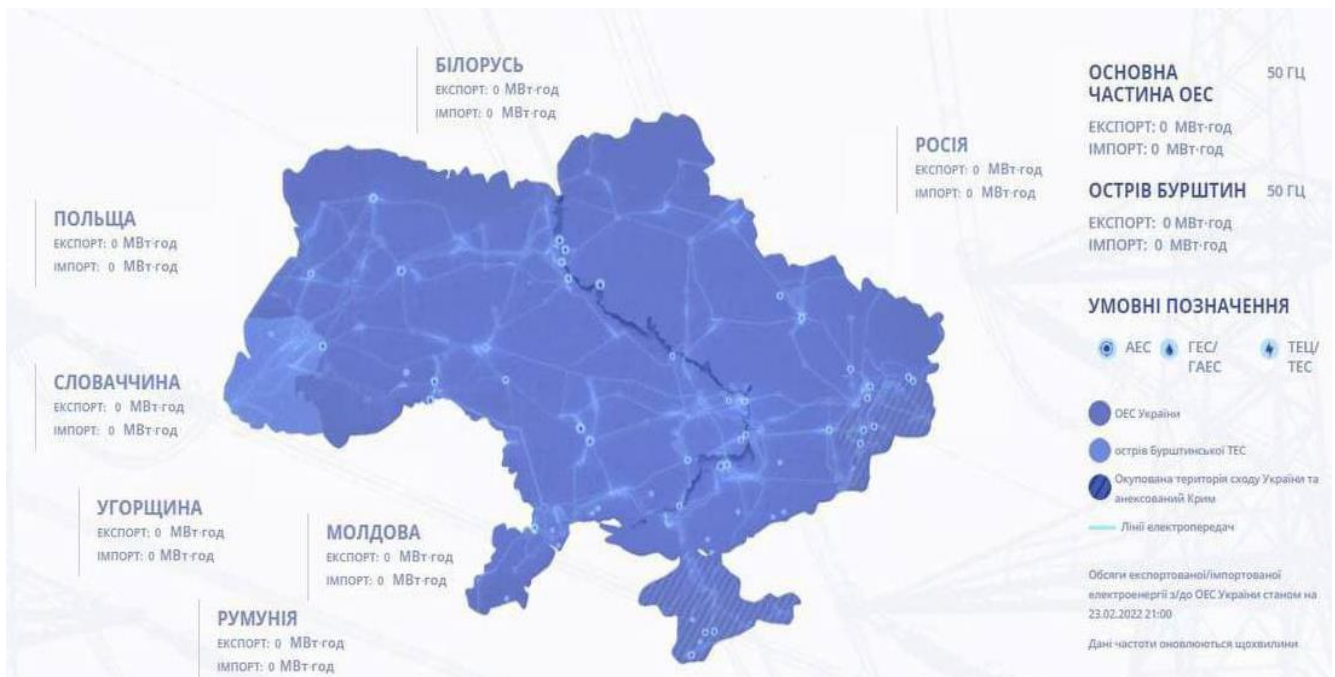 БІЛОРУСЬ
ЕКСПОРТ: 0 МВт·год
ІМПОРТ: 0 МВт·год
РОСІЯ
ЕКСПОРТ: 0 МВт·год
ІМПОРТ: 0 МВт·год
ПОЛЬЩА
ЕКСПОРТ: 0 МВт·год
ІМПОРТ: 0 МВт·год
СЛОВАЧЧИНА
ЕКСПОРТ: 0 МВт·год
ІМПОРТ: 0 МВт·год
УГОРЩИНА
ЕКСПОРТ: 0 МВт·год
ІМПОРТ: 0 МВт·год
МОЛДОВА
ЕКСПОРТ: 0 МВт·год
ІМПОРТ: 0 МВт·год
РУМУНІЯ
ЕКСПОРТ: 0 МВт·год
ІМПОРТ: 0 МВт·год
ОСНОВНА 50 ГЦ
ЧАСТИНА ОЕС
ЕКСПОРТ: 0 МВт·год
ІМПОРТ: 0 МВт·год
ОСТРІВ БУРШТИН 50 ГЦ
ЕКСПОРТ: 0 МВт·год
ІМПОРТ: 0 МВт·год
УМОВНІ ПОЗНАЧЕННЯ
АЕС ГЕС/ ТЕЦ/
ГАЕС ТЕС
ОЕС України
острів Бурштинської ТЕС
Окупована територія сходу України та
анексований Крим
Лінії електропередач
Обсяги експортованої/імпортованої
електроенергії з/до ОЕС України станом на
23.02.2022 21:00
Дані частоти оновлюються щохвилини